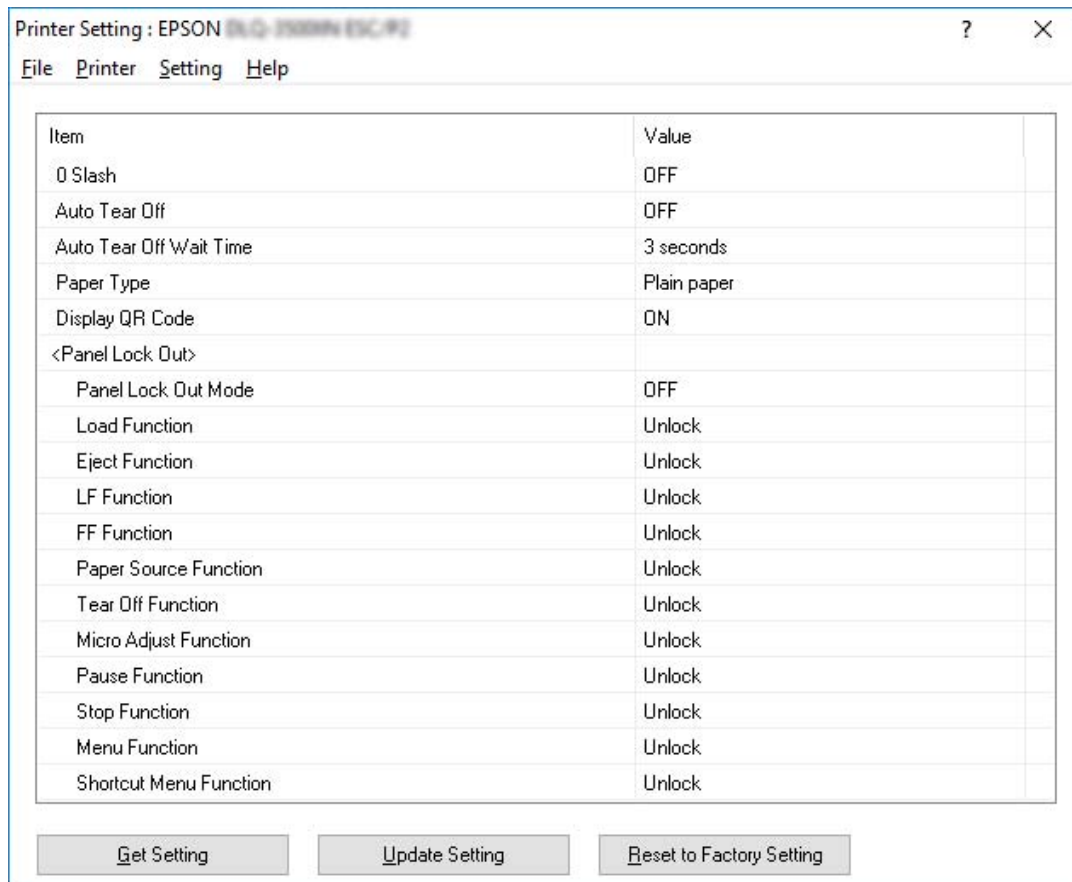 Printer Setting : EPSON
? X
File Printer Setting Help
Item Value
0 Slash OFF
Auto Tear Off OFF
Auto Tear Off Wait Time 3 seconds
Paper Type Plain paper
Display QR Code ON
<Panel Lock Out>
Panel Lock Out Mode OFF
Load Function Unlock
Eject Function Unlock
LF Function Unlock
FF Function Unlock
Paper Source Function Unlock
Tear Off Function Unlock
Micro Adjust Function Unlock
Pause Function Unlock
Stop Function Unlock
Menu Function Unlock
Shortcut Menu Function Unlock
Get Setting Update Setting Reset to Factory Setting